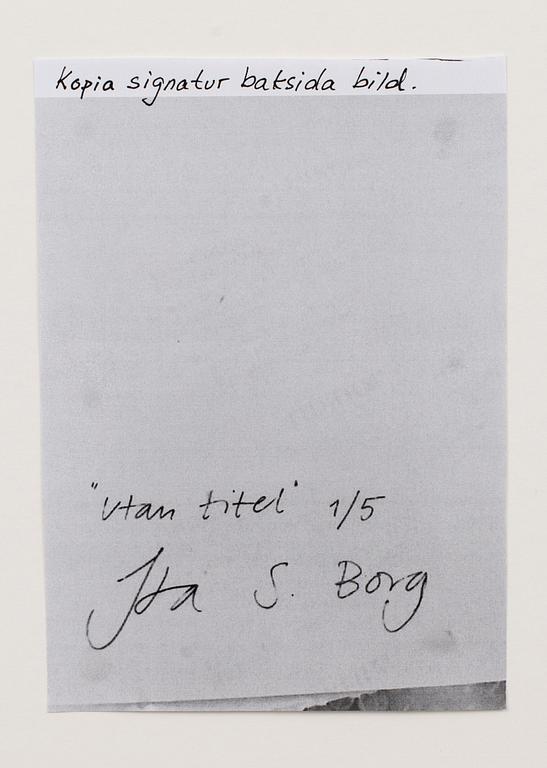 Kopia signatur baksida bild.
"Utan titel" 1/5
Ita S. Borg